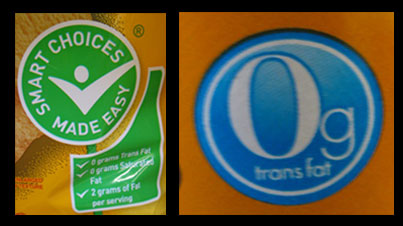 SMART CHOICES
®
MADE EASY
0 grams Trans Fat
0 grams Saturated
Fat
2 grams of Fat
per serving
0g
trans fat